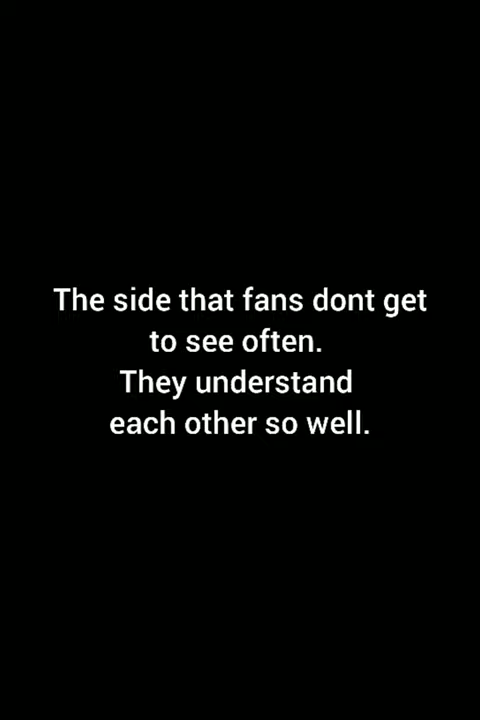 The side that fans dont get
to see often.
They understand
each other so well.